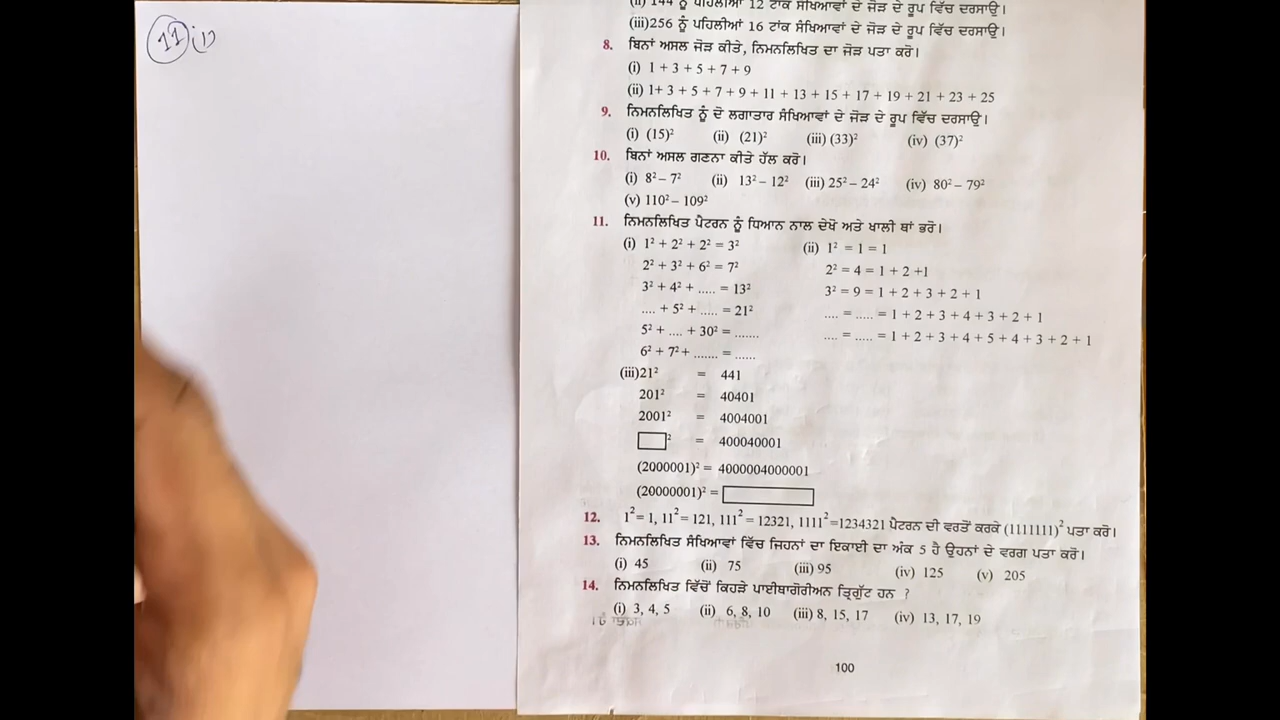 11 (i)
(ii) 144 ਨੂੰ ਪਹਿਲੀਆਂ 12 ਟਾਂਕ ਸੰਖਿਆਵਾਂ ਦੇ ਜੋੜ ਦੇ ਰੂਪ ਵਿੱਚ ਦਰਸਾਉ।
(iii)256 ਨੂੰ ਪਹਿਲੀਆਂ 16 ਟਾਂਕ ਸੰਖਿਆਵਾਂ ਦੇ ਜੋੜ ਦੇ ਰੂਪ ਵਿੱਚ ਦਰਸਾਉ।
8. ਬਿਨਾਂ ਅਸਲ ਜੋੜ ਕੀਤੇ, ਨਿਮਨਲਿਖਿਤ ਦਾ ਜੋੜ ਪਤਾ ਕਰੋ।
(i) 1 + 3 + 5 + 7 + 9
(ii) 1+ 3 + 5 + 7 + 9 + 11 + 13 + 15 + 17 + 19 + 21 + 23 + 25
9. ਨਿਮਨਲਿਖਿਤ ਨੂੰ ਦੋ ਲਗਾਤਾਰ ਸੰਖਿਆਵਾਂ ਦੇ ਜੋੜ ਦੇ ਰੂਪ ਵਿੱਚ ਦਰਸਾਉ।
(i) (15)² (ii) (21)² (iii) (33)² (iv) (37)²
10. ਬਿਨਾਂ ਅਸਲ ਗਣਨਾ ਕੀਤੇ ਹੱਲ ਕਰੋ।
(i) 8² – 7² (ii) 13² – 12² (iii) 25² – 24² (iv) 80² – 79²
(v) 110² – 109²
11. ਨਿਮਨਲਿਖਿਤ ਪੈਟਰਨ ਨੂੰ ਧਿਆਨ ਨਾਲ ਦੇਖੋ ਅਤੇ ਖਾਲੀ ਥਾਂ ਭਰੋ।
(i) 1² + 2² + 2² = 3² (ii) 1² = 1 = 1
2² + 3² + 6² = 7² 2² = 4 = 1 + 2 +1
3² + 4² + ..... = 13² 3² = 9 = 1 + 2 + 3 + 2 + 1
.... + 5² + ..... = 21² .... = ..... = 1 + 2 + 3 + 4 + 3 + 2 + 1
5² + .... + 30² = ....... .... = ..... = 1 + 2 + 3 + 4 + 5 + 4 + 3 + 2 + 1
6² + 7² + ....... = ......
(iii)21² = 441
201² = 40401
2001² = 4004001
² = 400040001
(2000001)² = 4000004000001
(20000001)² =
12. 1² = 1, 11² = 121, 111² = 12321, 1111² =1234321 ਪੈਟਰਨ ਦੀ ਵਰਤੋਂ ਕਰਕੇ (1111111)² ਪਤਾ ਕਰੋ।
13. ਨਿਮਨਲਿਖਿਤ ਸੰਖਿਆਵਾਂ ਵਿੱਚ ਜਿਹਨਾਂ ਦਾ ਇਕਾਈ ਦਾ ਅੰਕ 5 ਹੈ ਉਹਨਾਂ ਦੇ ਵਰਗ ਪਤਾ ਕਰੋ।
(i) 45 (ii) 75 (iii) 95 (iv) 125 (v) 205
14. ਨਿਮਨਲਿਖਿਤ ਵਿੱਚੋਂ ਕਿਹੜੇ ਪਾਈਥਾਗੋਰੀਅਨ ਤ੍ਰਿਗੁੱਟ ਹਨ ?
(i) 3, 4, 5 (ii) 6, 8, 10 (iii) 8, 15, 17 (iv) 13, 17, 19
100